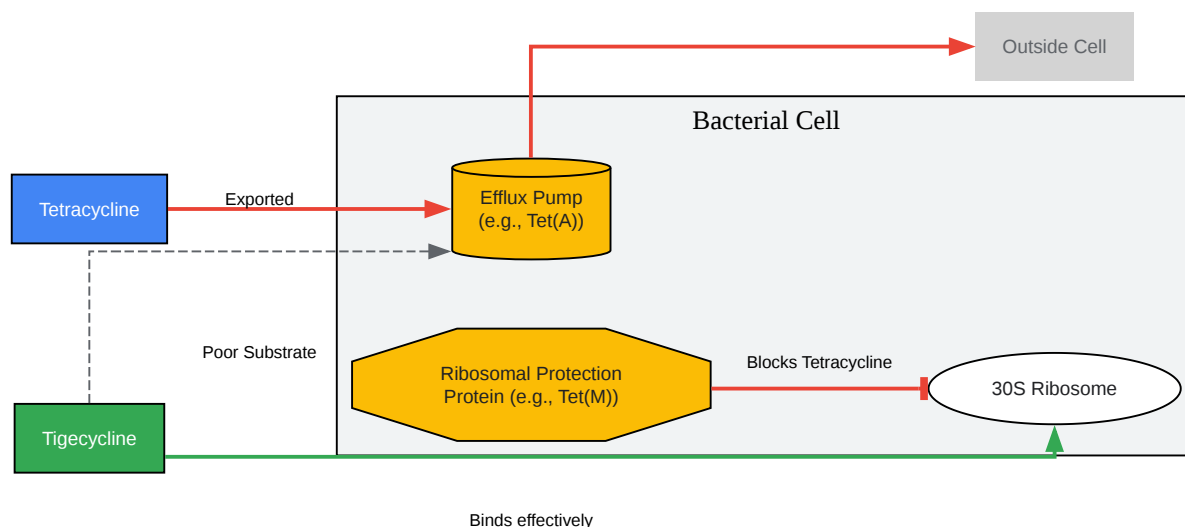 Outside Cell
Bacterial Cell
Tetracycline
Exported
Efflux Pump
(e.g., Tet(A))
Poor Substrate
Ribosomal Protection
Protein (e.g., Tet(M))
Blocks Tetracycline
30S Ribosome
Tigecycline
Binds effectively